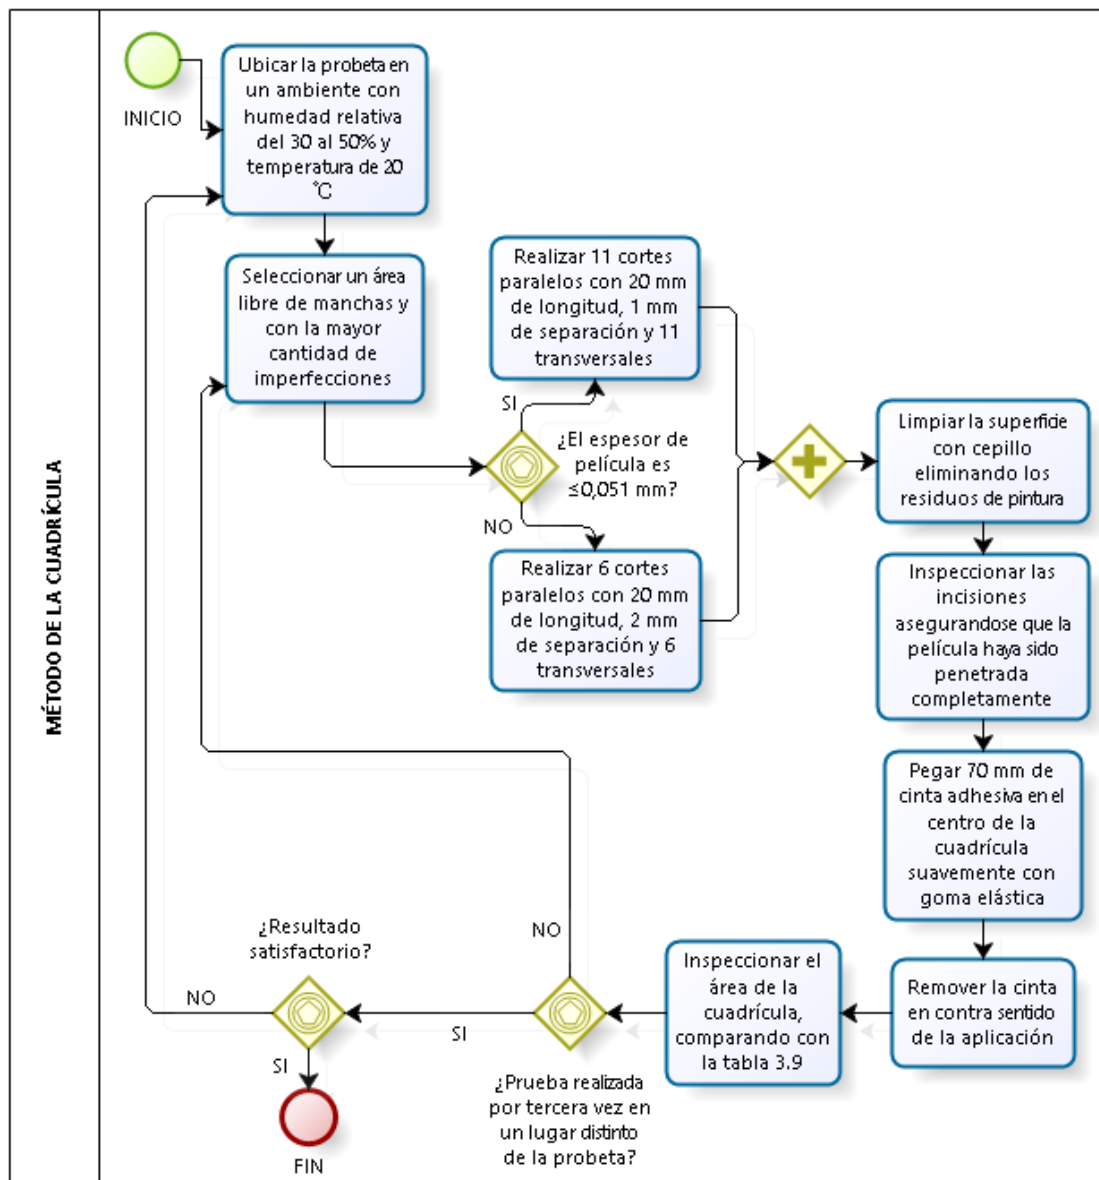 MÉTODO DE LA CUADRÍCULA
INICIO
Ubicar la probeta en
un ambiente con
humedad relativa
del 30 al 50% y
temperatura de 20
°C
Seleccionar un área
libre de manchas y
con la mayor
cantidad de
imperfecciones
¿El espesor de
película es
≤0,051 mm?
SI
Realizar 11 cortes
paralelos con 20 mm
de longitud, 1 mm
de separación y 11
transversales
NO
Realizar 6 cortes
paralelos con 20 mm
de longitud, 2 mm
de separación y 6
transversales
Limpiar la superficie
con cepillo
eliminando los
residuos de pintura
Inspeccionar las
incisiones
asegurandose que la
película haya sido
penetrada
completamente
Pegar 70 mm de
cinta adhesiva en el
centro de la
cuadrícula
suavemente con
goma elástica
Remover la cinta
en contra sentido
de la aplicación
Inspeccionar el
área de la
cuadrícula,
comparando con
la tabla 3.9
¿Prueba realizada
por tercera vez en
un lugar distinto
de la probeta?
NO
SI
¿Resultado
satisfactorio?
NO
SI
FIN